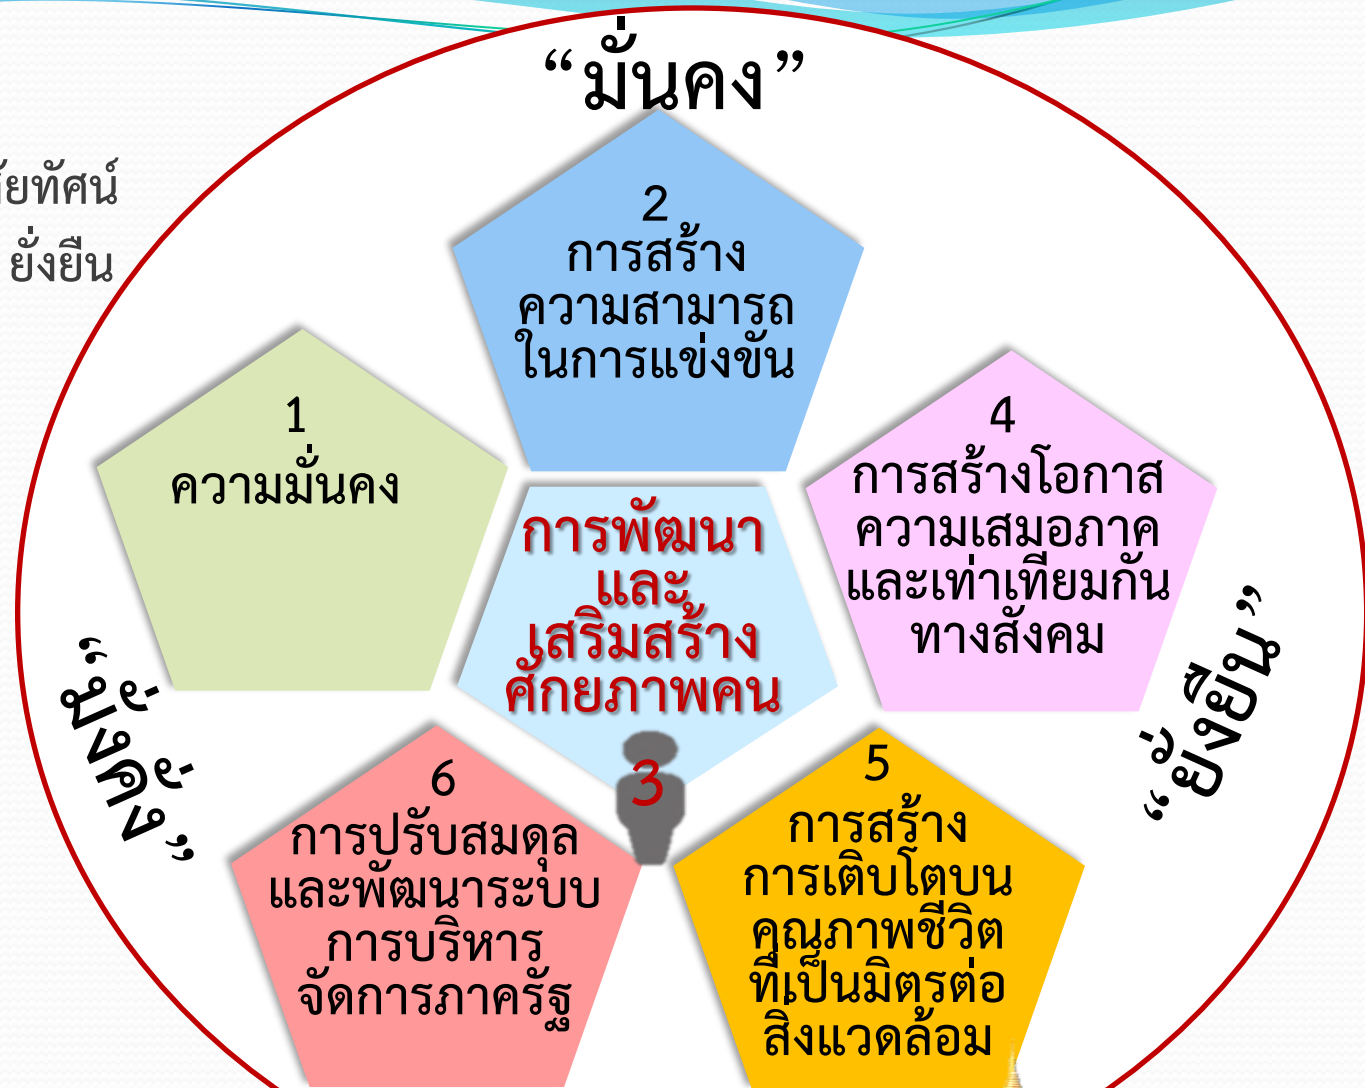 “มั่นคง”
ยั่งยืน
2
การสร้าง
ความสามารถ
ในการแข่งขัน
1
ความมั่นคง
4
การสร้างโอกาส
ความเสมอภาค
และเท่าเทียมกัน
ทางสังคม
การพัฒนา
และ
เสริมสร้าง
ศักยภาพคน
3
“มั่งคั่ง”
“ยั่งยืน”
6
การปรับสมดุล
และพัฒนาระบบ
การบริหาร
จัดการภาครัฐ
5
การสร้าง
การเติบโตบน
คุณภาพชีวิต
ที่เป็นมิตรต่อ
สิ่งแวดล้อม